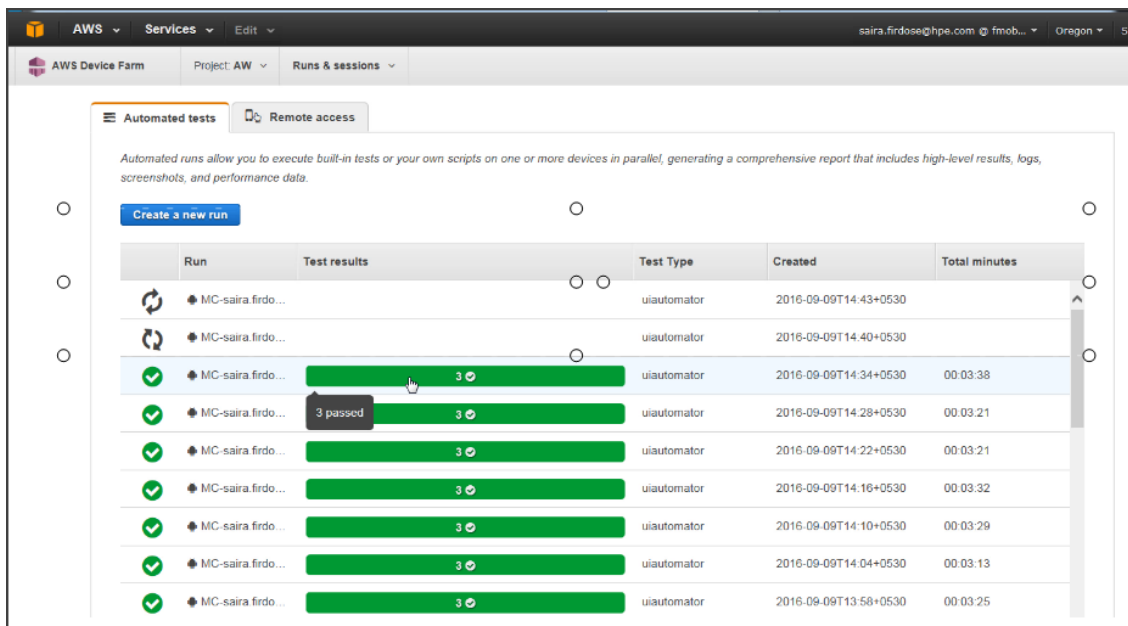 AWS Services Edit saira.firdose@hpe.com @ fmob... Oregon
AWS Device Farm Project: AW Runs & sessions
Automated tests Remote access
Automated runs allow you to execute built-in tests or your own scripts on one or more devices in parallel, generating a comprehensive report that includes high-level results, logs,
screenshots, and performance data.
Create a new run
Run Test results Test Type Created Total minutes
MC-saira.firdo... uiautomator 2016-09-09T14:43+0530
MC-saira.firdo... uiautomator 2016-09-09T14:40+0530
MC-saira.firdo... 3 uiautomator 2016-09-09T14:34+0530 00:03:38
3 passed
MC-saira.firdo... 3 uiautomator 2016-09-09T14:28+0530 00:03:21
MC-saira.firdo... 3 uiautomator 2016-09-09T14:22+0530 00:03:21
MC-saira.firdo... 3 uiautomator 2016-09-09T14:16+0530 00:03:32
MC-saira.firdo... 3 uiautomator 2016-09-09T14:10+0530 00:03:29
MC-saira.firdo... 3 uiautomator 2016-09-09T14:04+0530 00:03:13
MC-saira.firdo... 3 uiautomator 2016-09-09T13:58+0530 00:03:25